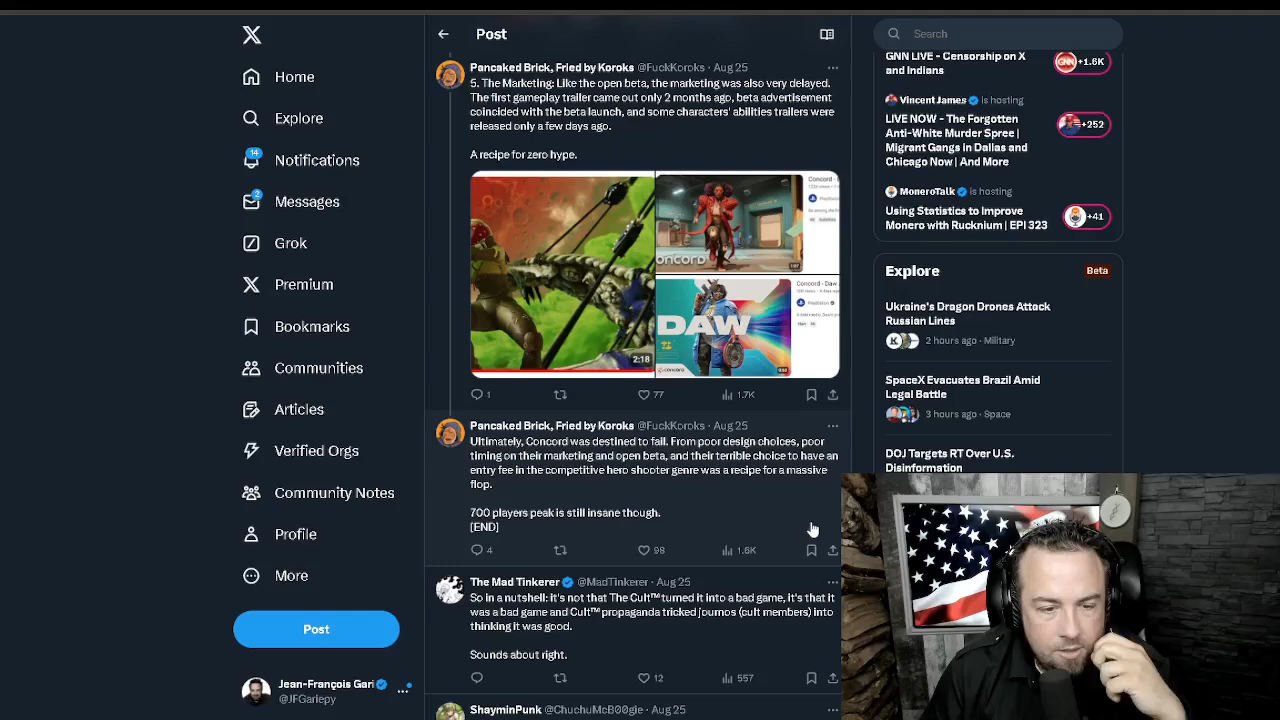 Post
Search
Home
Explore
14
Notifications
2
Messages
Grok
Premium
Bookmarks
Communities
Articles
Verified Orgs
Community Notes
Profile
More
Post
Jean-François Gari
@JFGariepy
Pancaked Brick, Fried by Koroks @FuckKoroks · Aug 25
5. The Marketing: Like the open beta, the marketing was also very delayed.
The first gameplay trailer came out only 2 months ago, beta advertisement
coincided with the beta launch, and some characters' abilities trailers were
released only a few days ago.
A recipe for zero hype.
2:18
CONCORD
DAW
concord
Concord - Daw
1 77 1.7K
Pancaked Brick, Fried by Koroks @FuckKoroks · Aug 25
Ultimately, Concord was destined to fail. From poor design choices, poor
timing on their marketing and open beta, and their terrible choice to have an
entry fee in the competitive hero shooter genre was a recipe for a massive
flop.
700 players peak is still insane though.
[END]
4 98 1.6K
The Mad Tinkerer @MadTinkerer · Aug 25
So in a nutshell: it's not that The Cult™ turned it into a bad game, it's that it
was a bad game and Cult™ propaganda tricked journos (cult members) into
thinking it was good.
Sounds about right.
12 557
ShayminPunk @ChuchuMcB00gie · Aug 25
GNN LIVE - Censorship on X
and Indians
GNN
+1.6K
Vincent James is hosting
LIVE NOW - The Forgotten
Anti-White Murder Spree |
Migrant Gangs in Dallas and
Chicago Now | And More
+252
MoneroTalk is hosting
Using Statistics to Improve
Monero with Rucknium | EPI 323
+41
Explore
Beta
Ukraine's Dragon Drones Attack
Russian Lines
2 hours ago · Military
SpaceX Evacuates Brazil Amid
Legal Battle
3 hours ago · Space
DOJ Targets RT Over U.S.
Disinformation